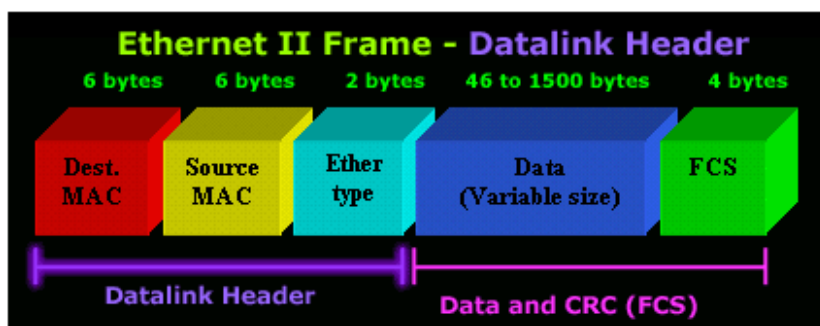 Ethernet II Frame - Datalink Header
6 bytes 6 bytes 2 bytes 46 to 1500 bytes 4 bytes
Dest. MAC
Source MAC
Ether type
Data (Variable size)
FCS
Datalink Header
Data and CRC (FCS)